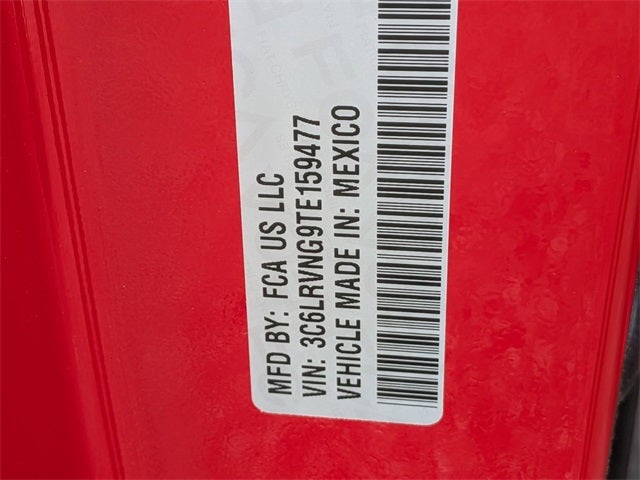 MFD BY: FCA US LLC
VIN: 3C6LRVNG9TE159477
VEHICLE MADE IN: MEXICO